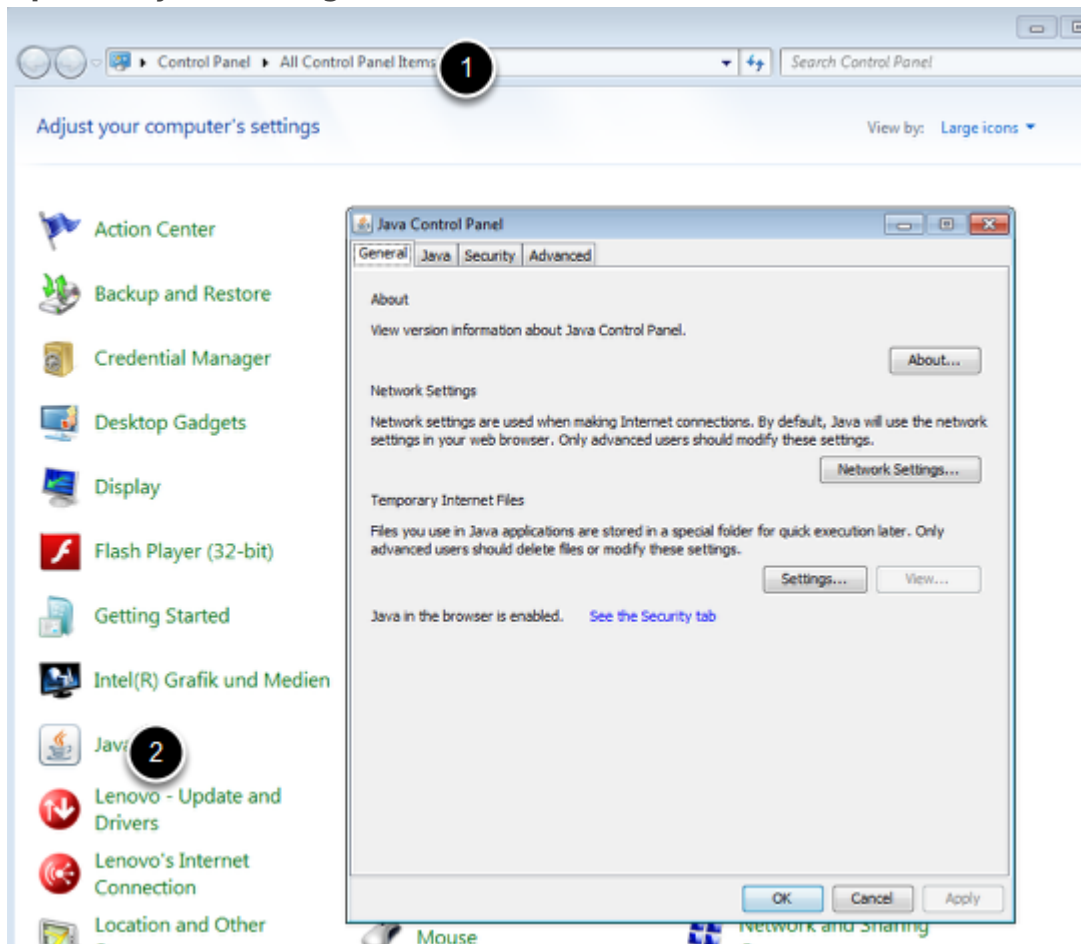 Control Panel ▸ All Control Panel Items
1
Search Control Panel
Adjust your computer's settings
View by: Large icons
Action Center
Backup and Restore
Credential Manager
Desktop Gadgets
Display
Flash Player (32-bit)
Getting Started
Intel(R) Grafik und Medien
Java
2
Lenovo - Update and
Drivers
Lenovo's Internet
Connection
Location and Other
Java Control Panel
General Java Security Advanced
About
View version information about Java Control Panel.
About...
Network Settings
Network settings are used when making Internet connections. By default, Java will use the network
settings in your web browser. Only advanced users should modify these settings.
Network Settings...
Temporary Internet Files
Files you use in Java applications are stored in a special folder for quick execution later. Only
advanced users should delete files or modify these settings.
Settings... View...
Java in the browser is enabled. See the Security tab
OK Cancel Apply
Mouse
Network and Sharing